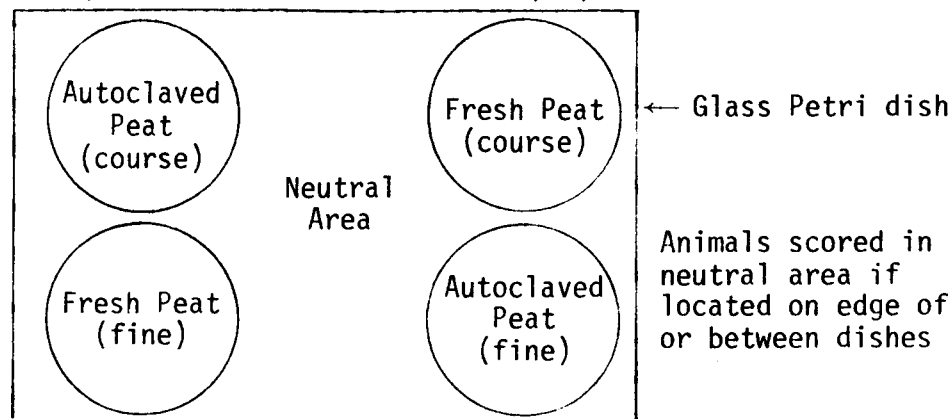 Autoclaved
Peat
(course)
Fresh Peat
(course)
← Glass Petri dish
Neutral
Area
Fresh Peat
(fine)
Autoclaved
Peat
(fine)
Animals scored in
neutral area if
located on edge of
or between dishes